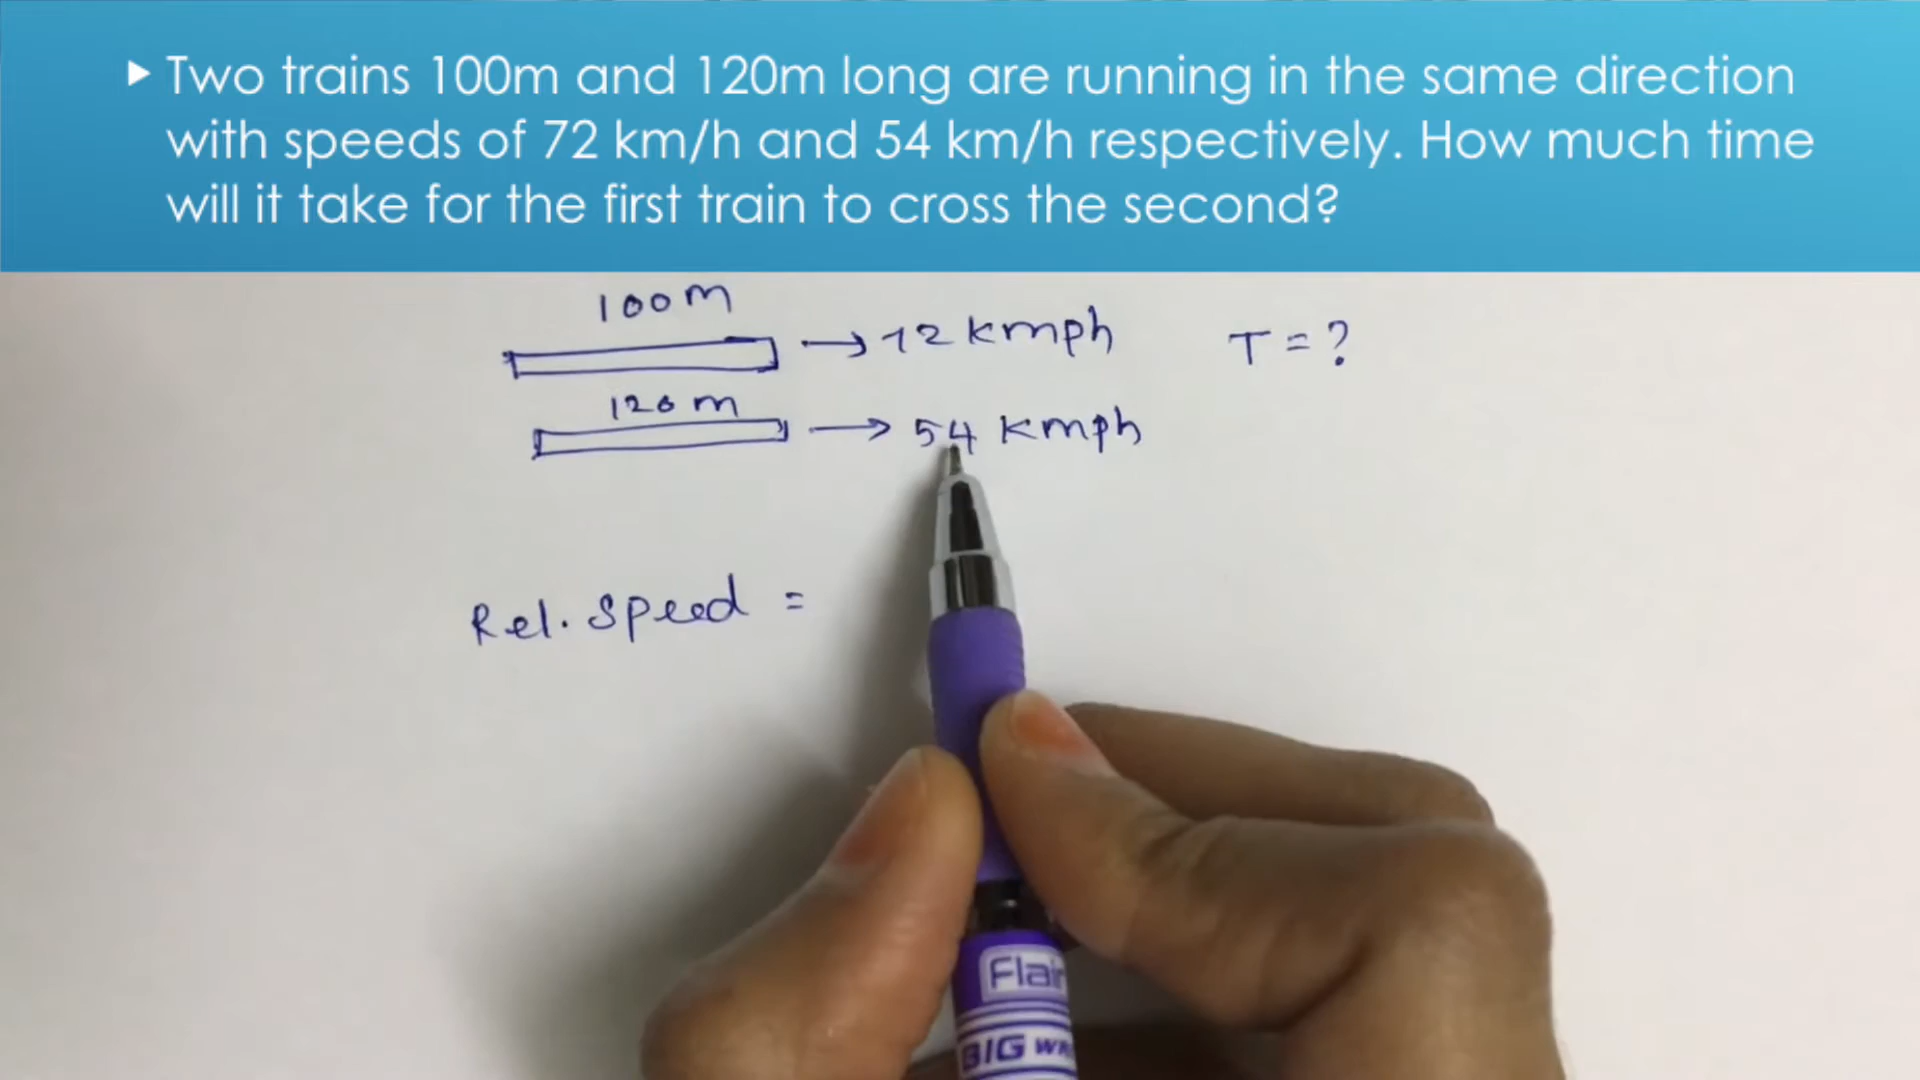 Two trains 100m and 120m long are running in the same direction
with speeds of 72 km/h and 54 km/h respectively. How much time
will it take for the first train to cross the second?
100m
72 kmph
T = ?
120 m
54 kmph
Rel. Speed =
Flair
BIG